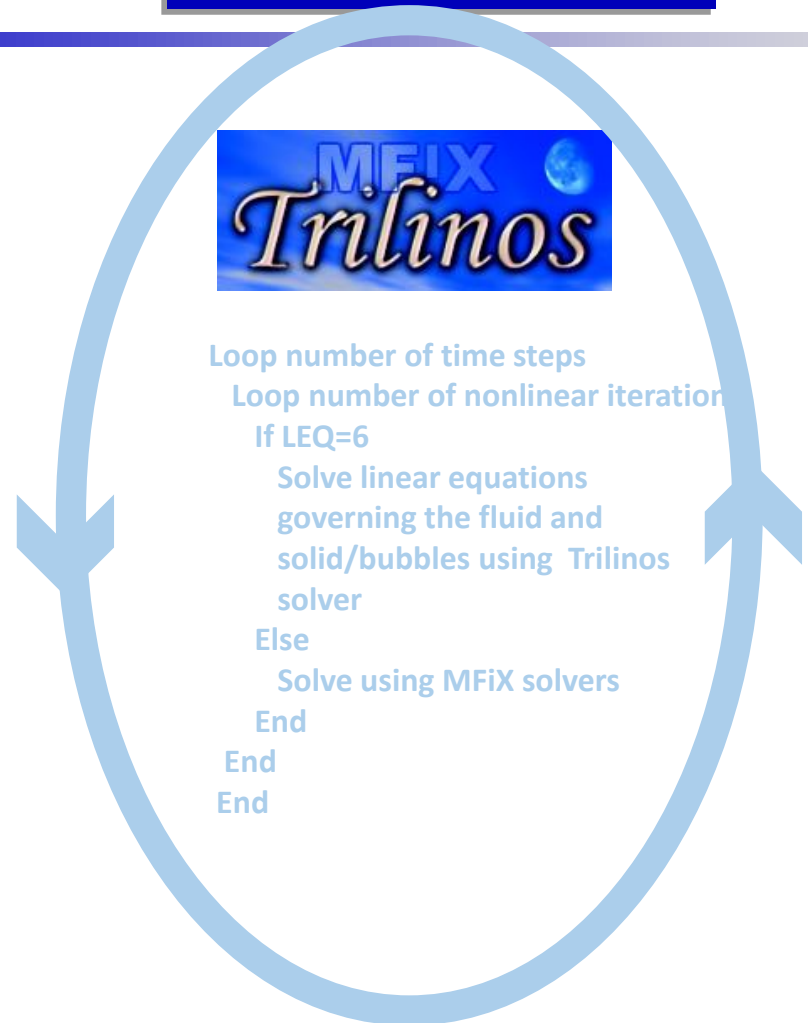 MFIX
Trilinos
Loop number of time steps
Loop number of nonlinear iteration
If LEQ=6
Solve linear equations
governing the fluid and
solid/bubbles using Trilinos
solver
Else
Solve using MFiX solvers
End
End
End